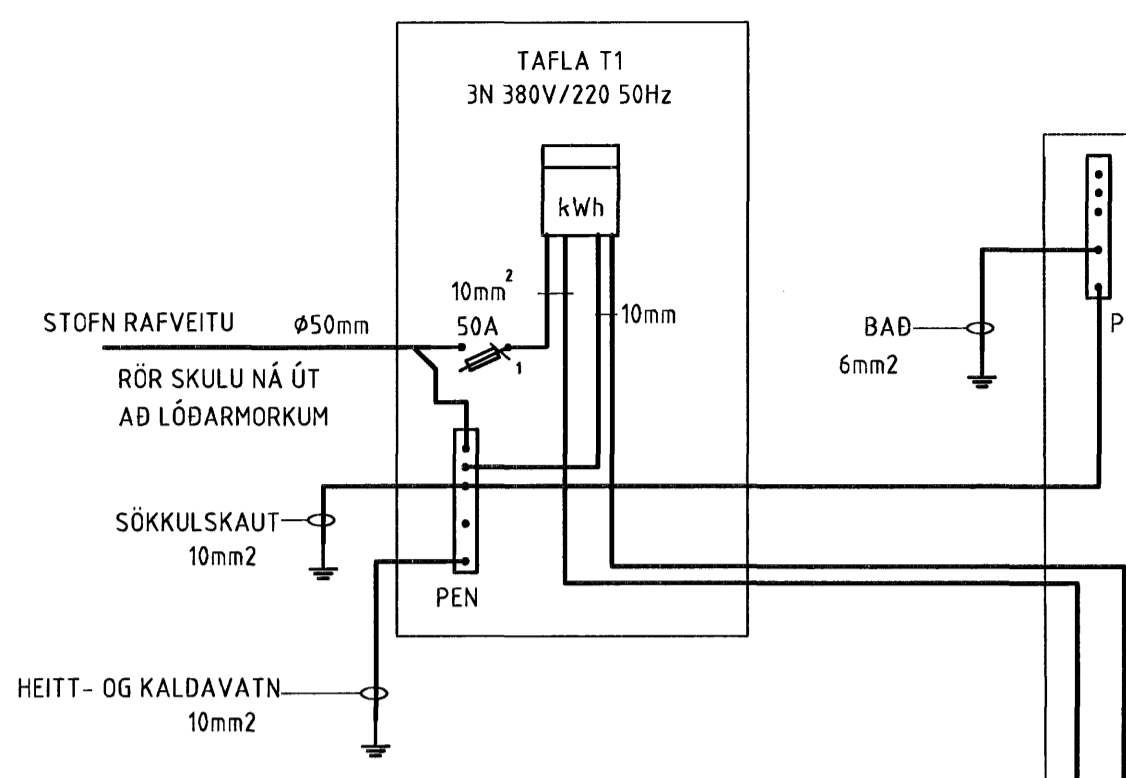 TAFLA T1
3N 380V/220 50Hz
kWh
10mm²
50A
1
10mm
STOFN RAFVEITU ø50mm
RÖR SKULU NÁ ÚT
AÐ LÓÐARMORKUM
BAÐ
6mm2
P
SÖKKULSKAUT
10mm2
PEN
HEITT- OG KALDAVATN
10mm2